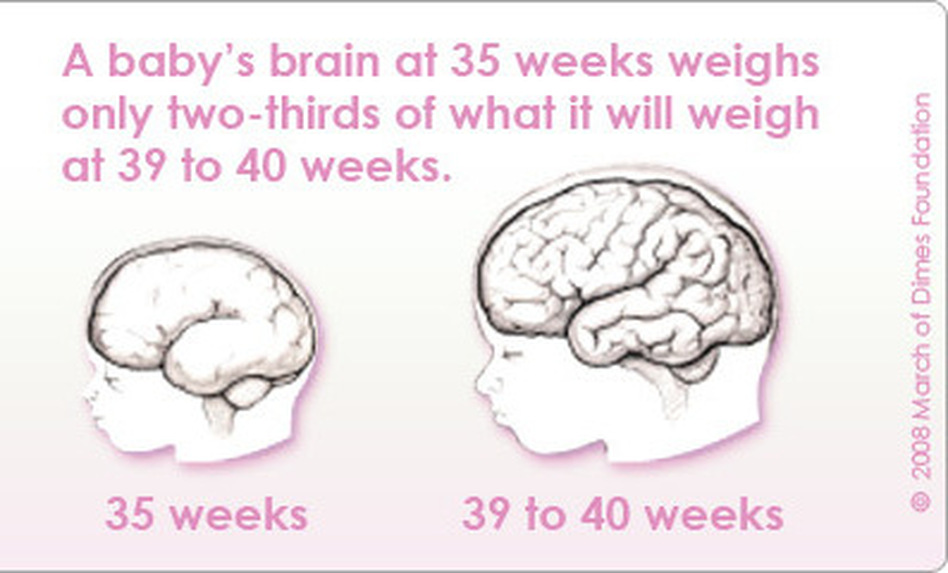 A baby’s brain at 35 weeks weighs
only two-thirds of what it will weigh
at 39 to 40 weeks.
35 weeks
39 to 40 weeks
© 2008 March of Dimes Foundation